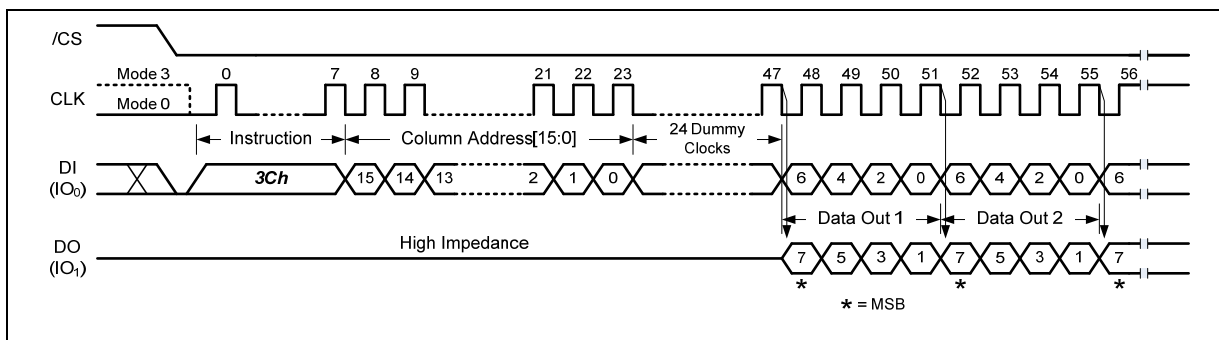 /CS
Mode 3 0 7 8 9 21 22 23 47 48 49 50 51 52 53 54 55 56
CLK
Mode 0
Instruction Column Address[15:0] 24 Dummy
Clocks
DI
(IO0) 3Ch 15 14 13 2 1 0 6 4 2 0 6 4 2 0 6
Data Out 1 Data Out 2
High Impedance
DO
(IO1) 7 5 3 1 7 5 3 1 7
* * *
* = MSB